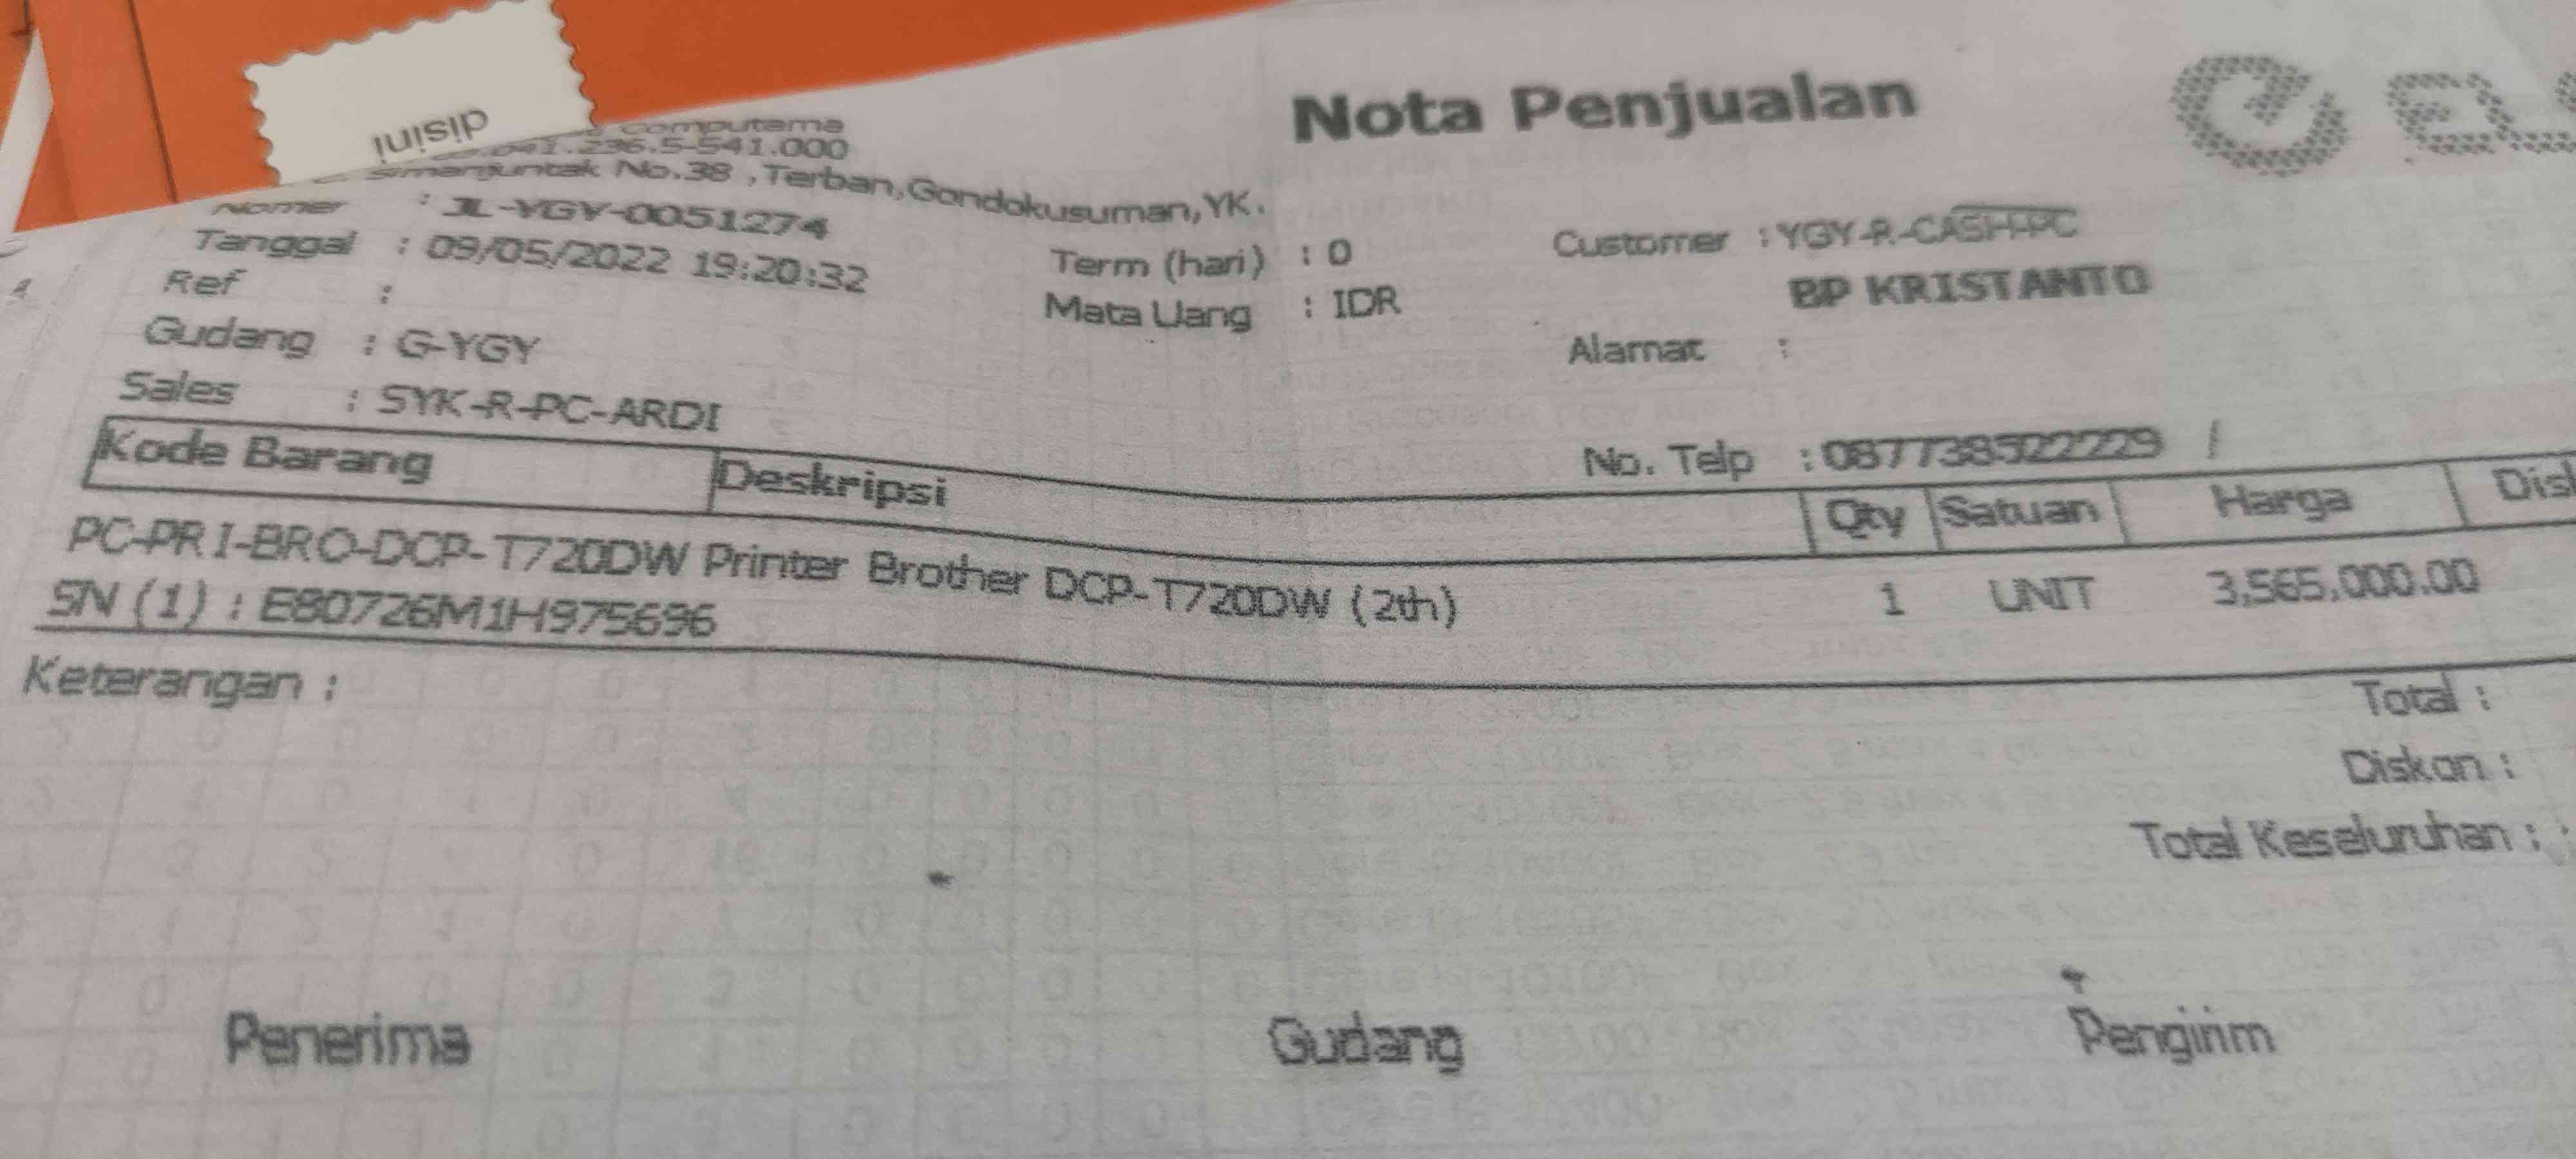 disini
Nota Penjualan
Computama
.041.236.5-541.000
Simanjuntak No.38 ,Terban,Gondokusuman,YK.
Nomer : JL-YGY-0051274
Tanggal : 09/05/2022 19:20:32
Ref :
Gudang : G-YGY
Sales : SYK-R-PC-ARDI
Term (hari) : 0
Mata Uang : IDR
Customer : YGY-R-CASH-PC
BP KRISTANTO
Alamat :
No. Telp : 087738522229 /
Kode Barang Deskripsi Qty Satuan Harga Dis
PC-PRI-BRO-DCP-T720DW Printer Brother DCP-T720DW (2th) 1 UNIT 3,565,000.00
SN (1) : E80726M1H975696
Keterangan :
Total :
Diskon :
Total Keseluruhan :
Penerima Gudang Pengirim